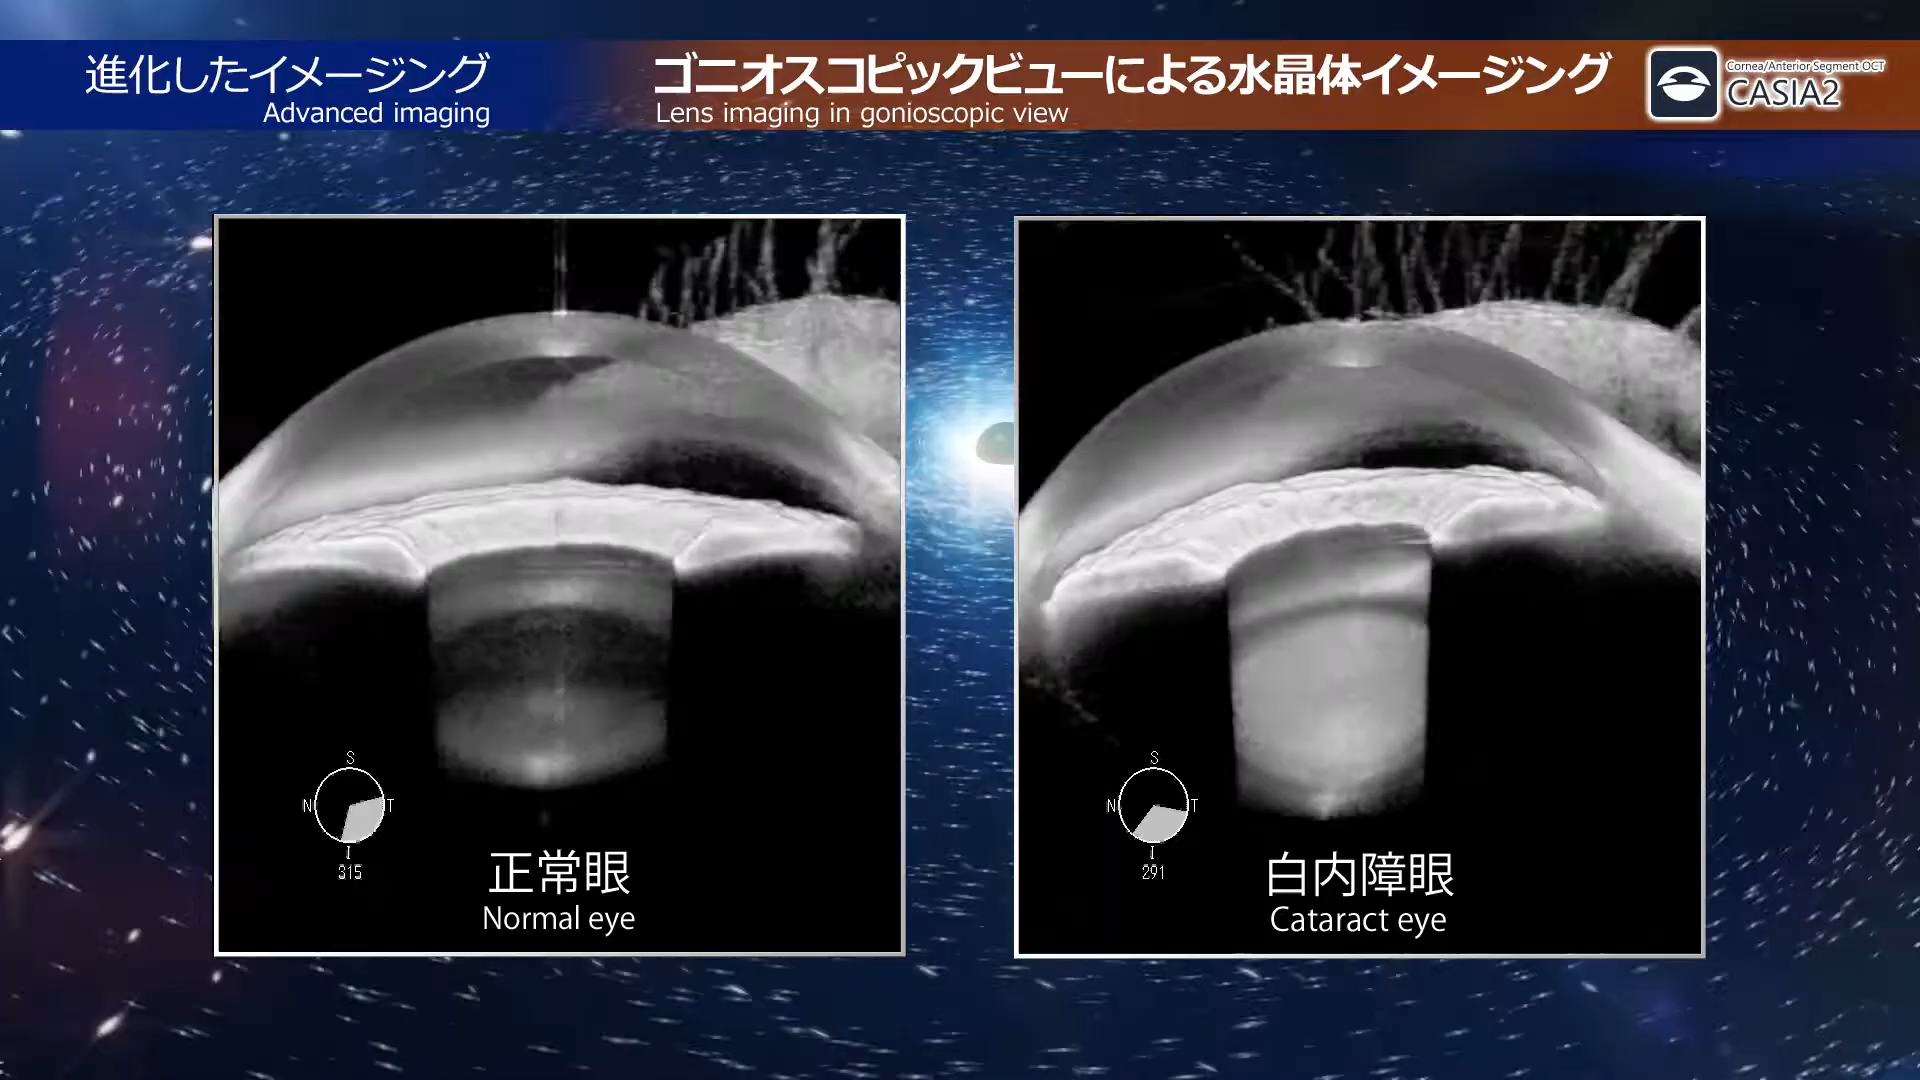 進化したイメージング
Advanced imaging
ゴニオスコピックビューによる水晶体イメージング
Lens imaging in gonioscopic view
Cornea/Anterior Segment OCT
CASIA2
S
N
T
I
315
正常眼
Normal eye
S
N
T
I
291
白内障眼
Cataract eye